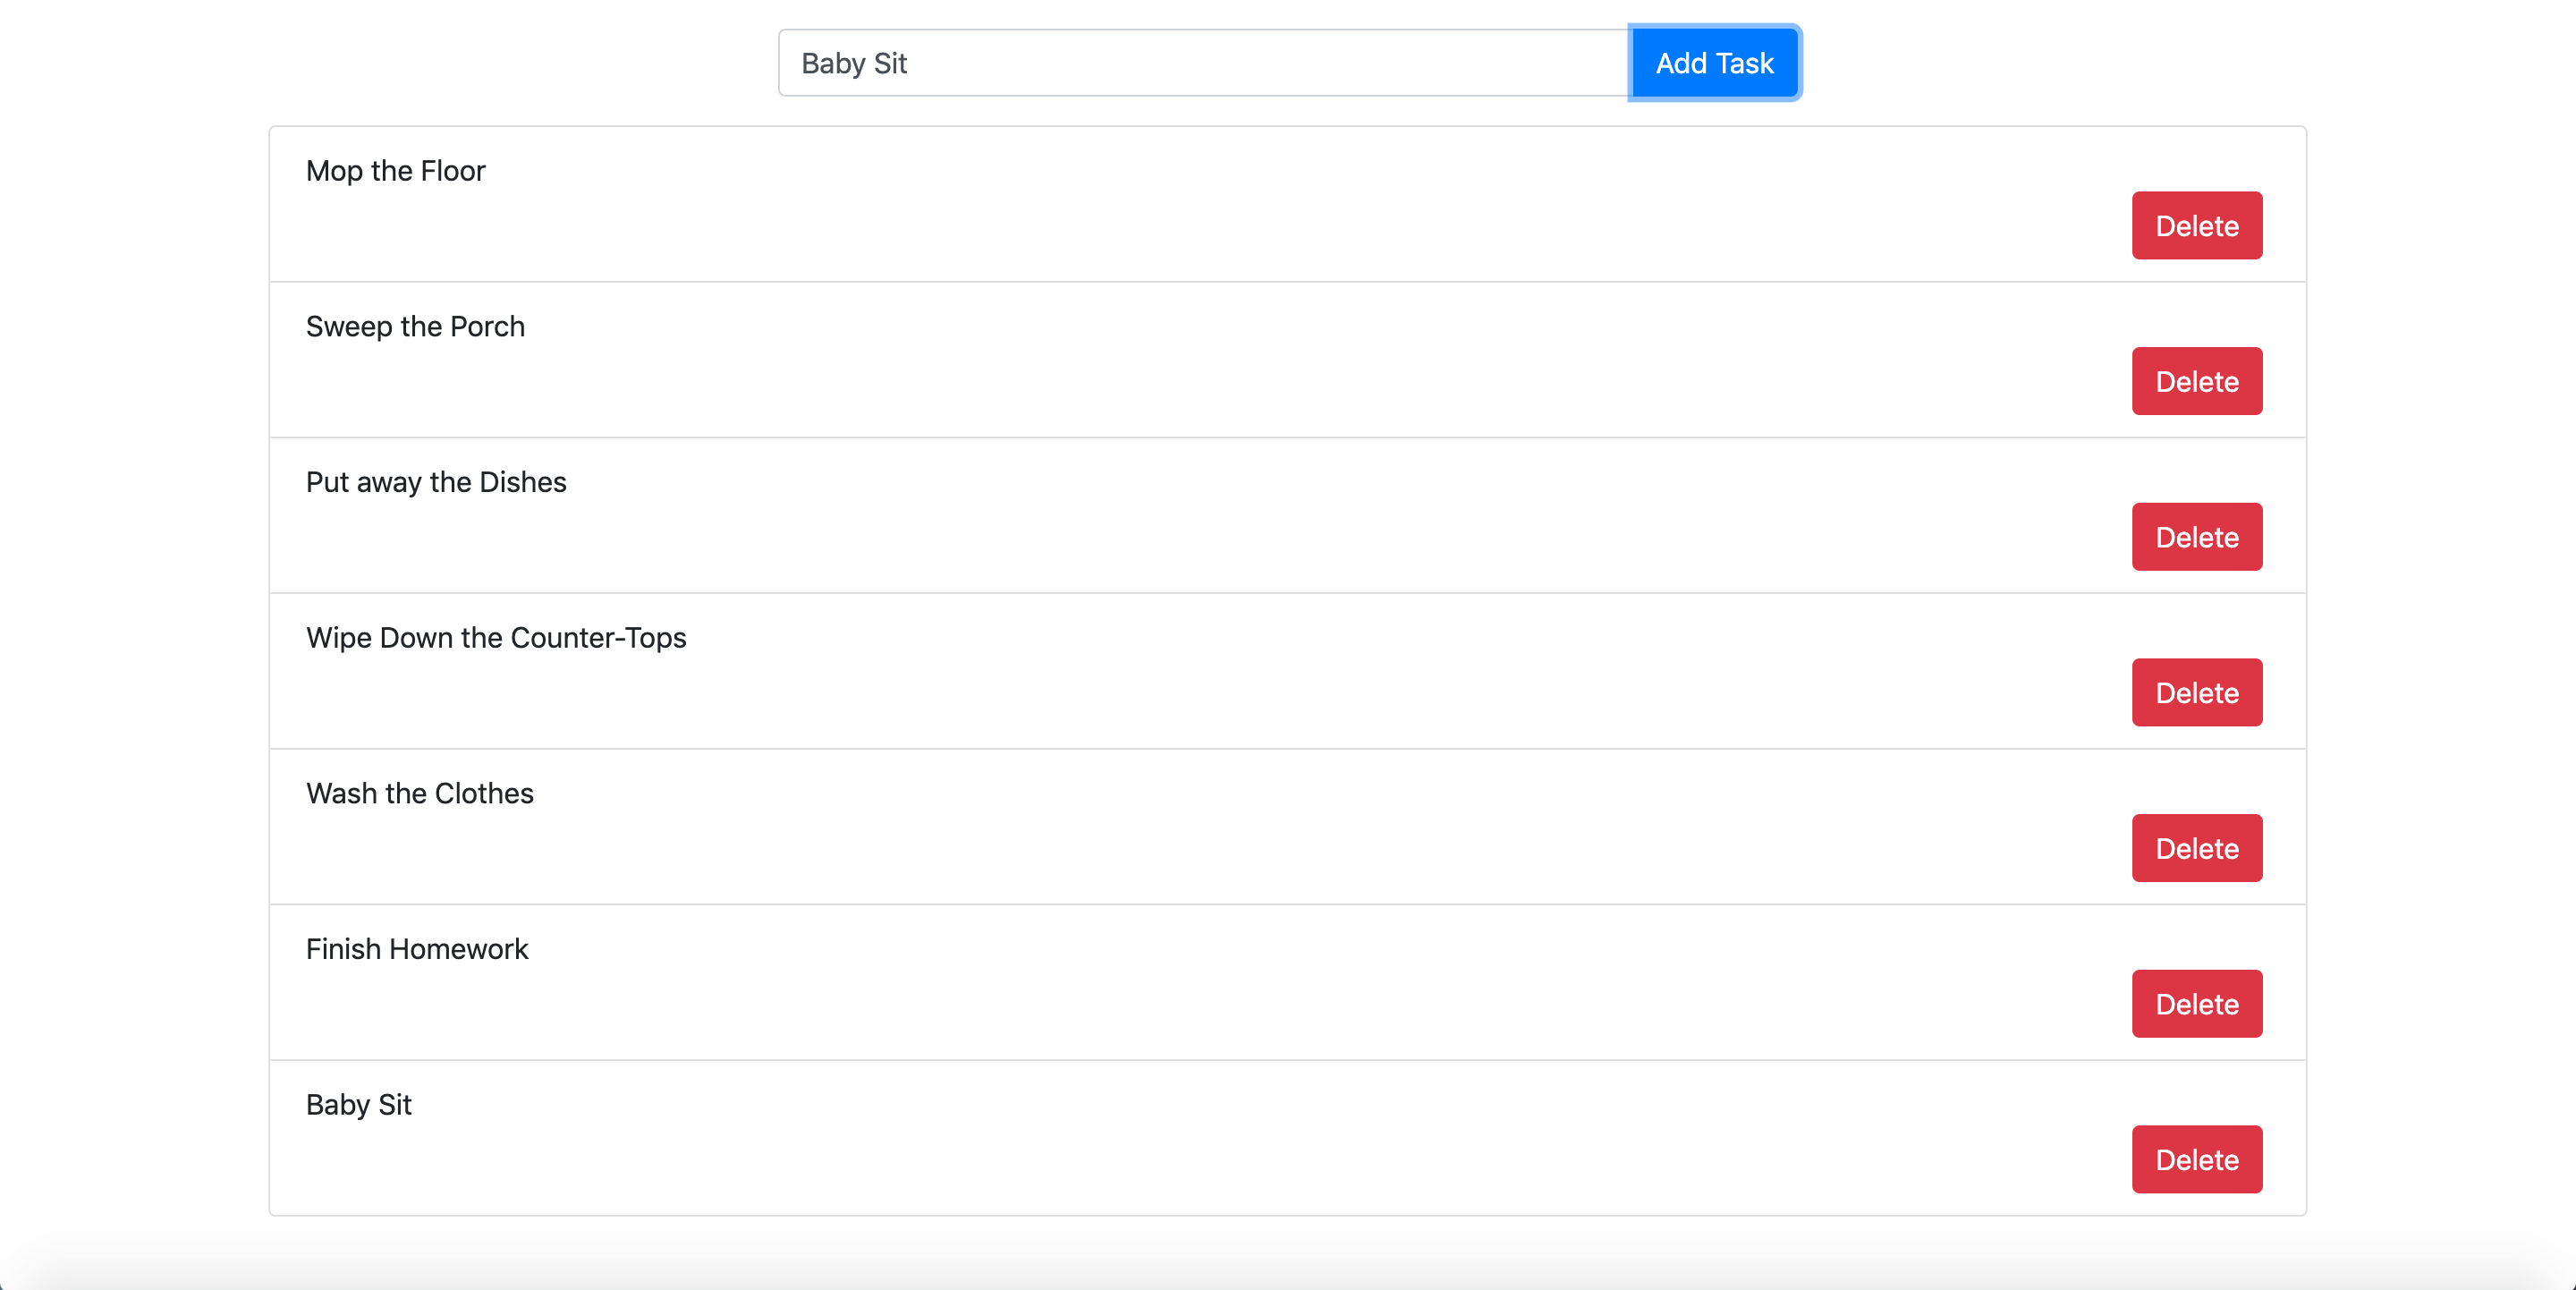 Baby Sit Add Task
Mop the Floor
Delete
Sweep the Porch
Delete
Put away the Dishes
Delete
Wipe Down the Counter-Tops
Delete
Wash the Clothes
Delete
Finish Homework
Delete
Baby Sit
Delete